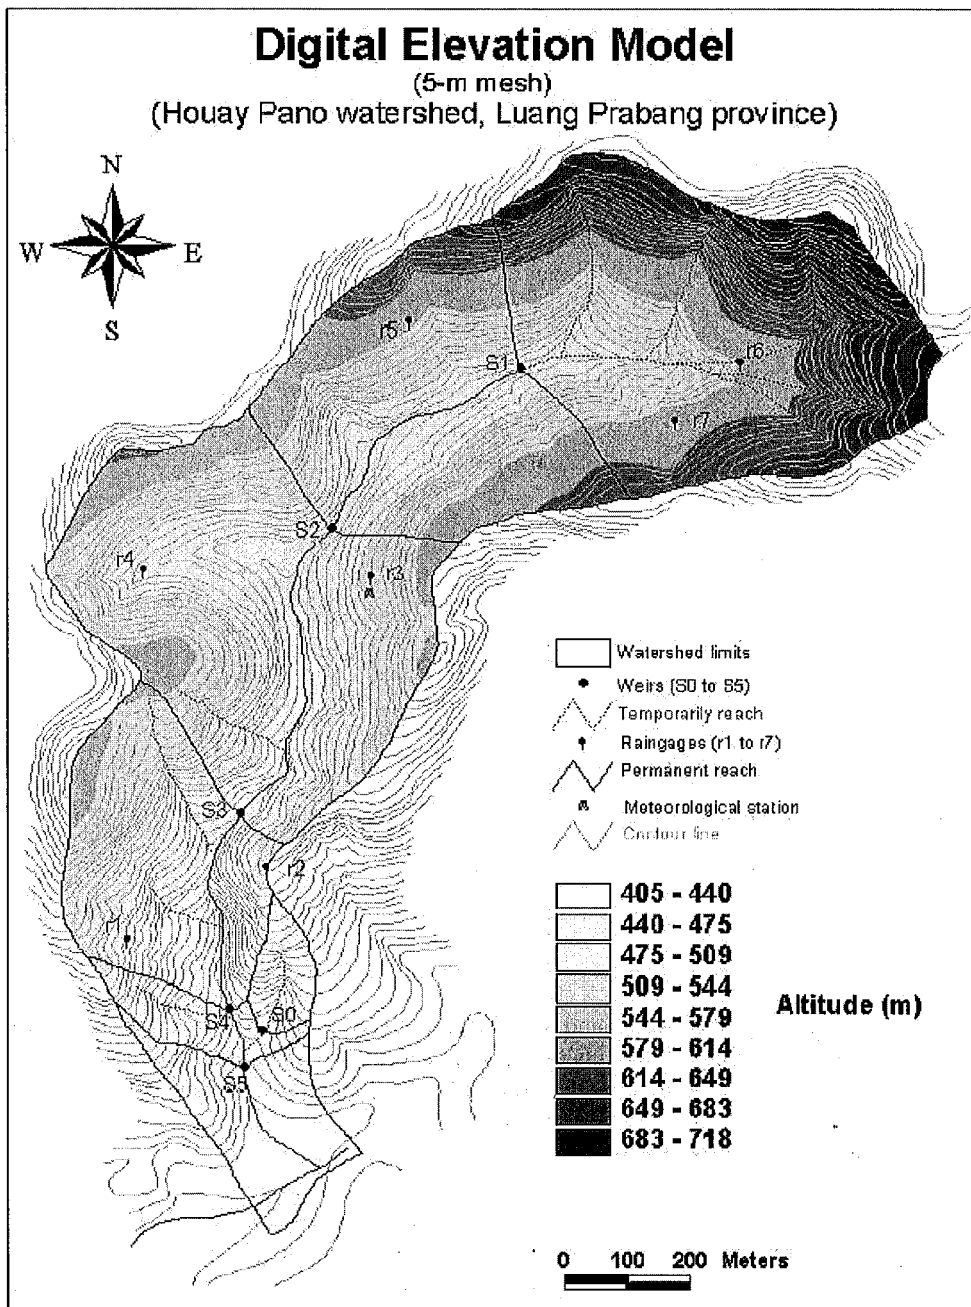 Digital Elevation Model
(5-m mesh)
(Houay Pano watershed, Luang Prabang province)
N
W
E
S
r5
S1
r6
r7
S2
r4
r3
S3
r2
r1
S4
S0
S5
Watershed limits
Weirs (S0 to S5)
Temporarily reach
Raingages (r1 to r7)
Permanent reach
Meteorological station
Contour line
405 - 440
440 - 475
475 - 509
509 - 544
544 - 579
579 - 614
614 - 649
649 - 683
683 - 718
Altitude (m)
0 100 200 Meters